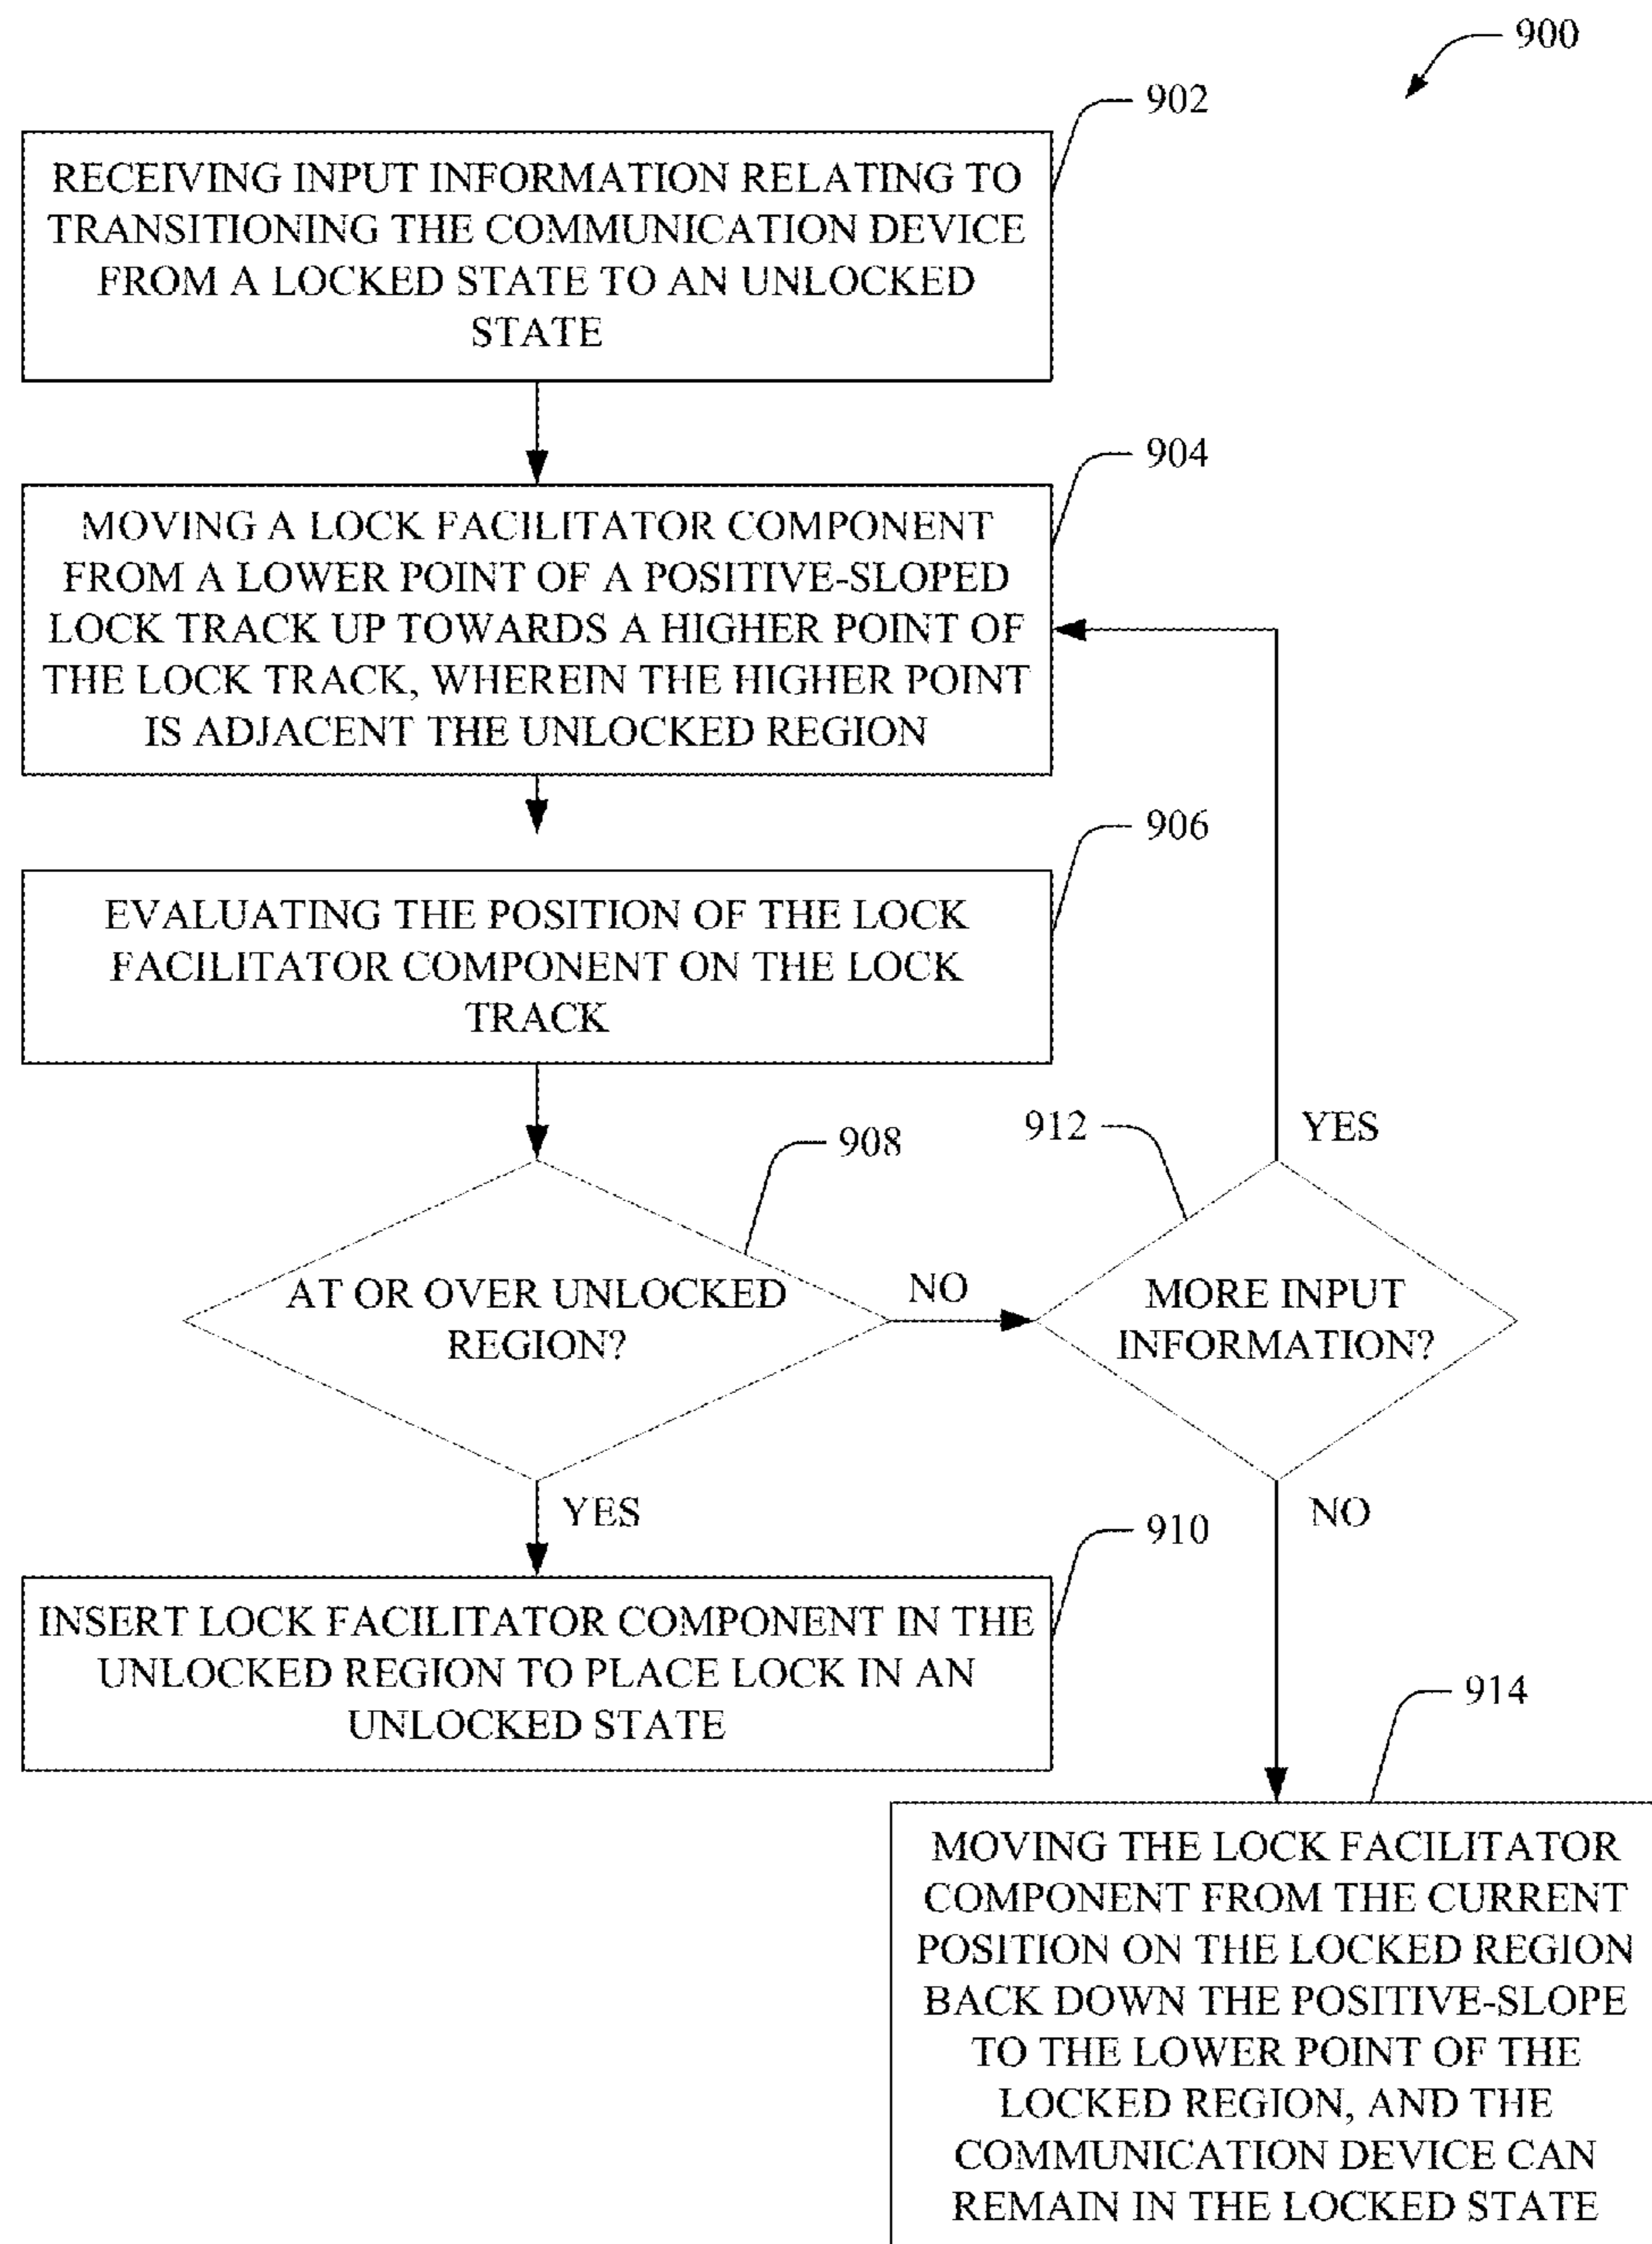 900
902
RECEIVING INPUT INFORMATION RELATING TO
TRANSITIONING THE COMMUNICATION DEVICE
FROM A LOCKED STATE TO AN UNLOCKED
STATE
904
MOVING A LOCK FACILITATOR COMPONENT
FROM A LOWER POINT OF A POSITIVE-SLOPED
LOCK TRACK UP TOWARDS A HIGHER POINT OF
THE LOCK TRACK, WHEREIN THE HIGHER POINT
IS ADJACENT THE UNLOCKED REGION
906
EVALUATING THE POSITION OF THE LOCK
FACILITATOR COMPONENT ON THE LOCK
TRACK
908
AT OR OVER UNLOCKED
REGION?
NO
912
YES
MORE INPUT
INFORMATION?
YES
NO
910
INSERT LOCK FACILITATOR COMPONENT IN THE
UNLOCKED REGION TO PLACE LOCK IN AN
UNLOCKED STATE
914
MOVING THE LOCK FACILITATOR
COMPONENT FROM THE CURRENT
POSITION ON THE LOCKED REGION
BACK DOWN THE POSITIVE-SLOPE
TO THE LOWER POINT OF THE
LOCKED REGION, AND THE
COMMUNICATION DEVICE CAN
REMAIN IN THE LOCKED STATE